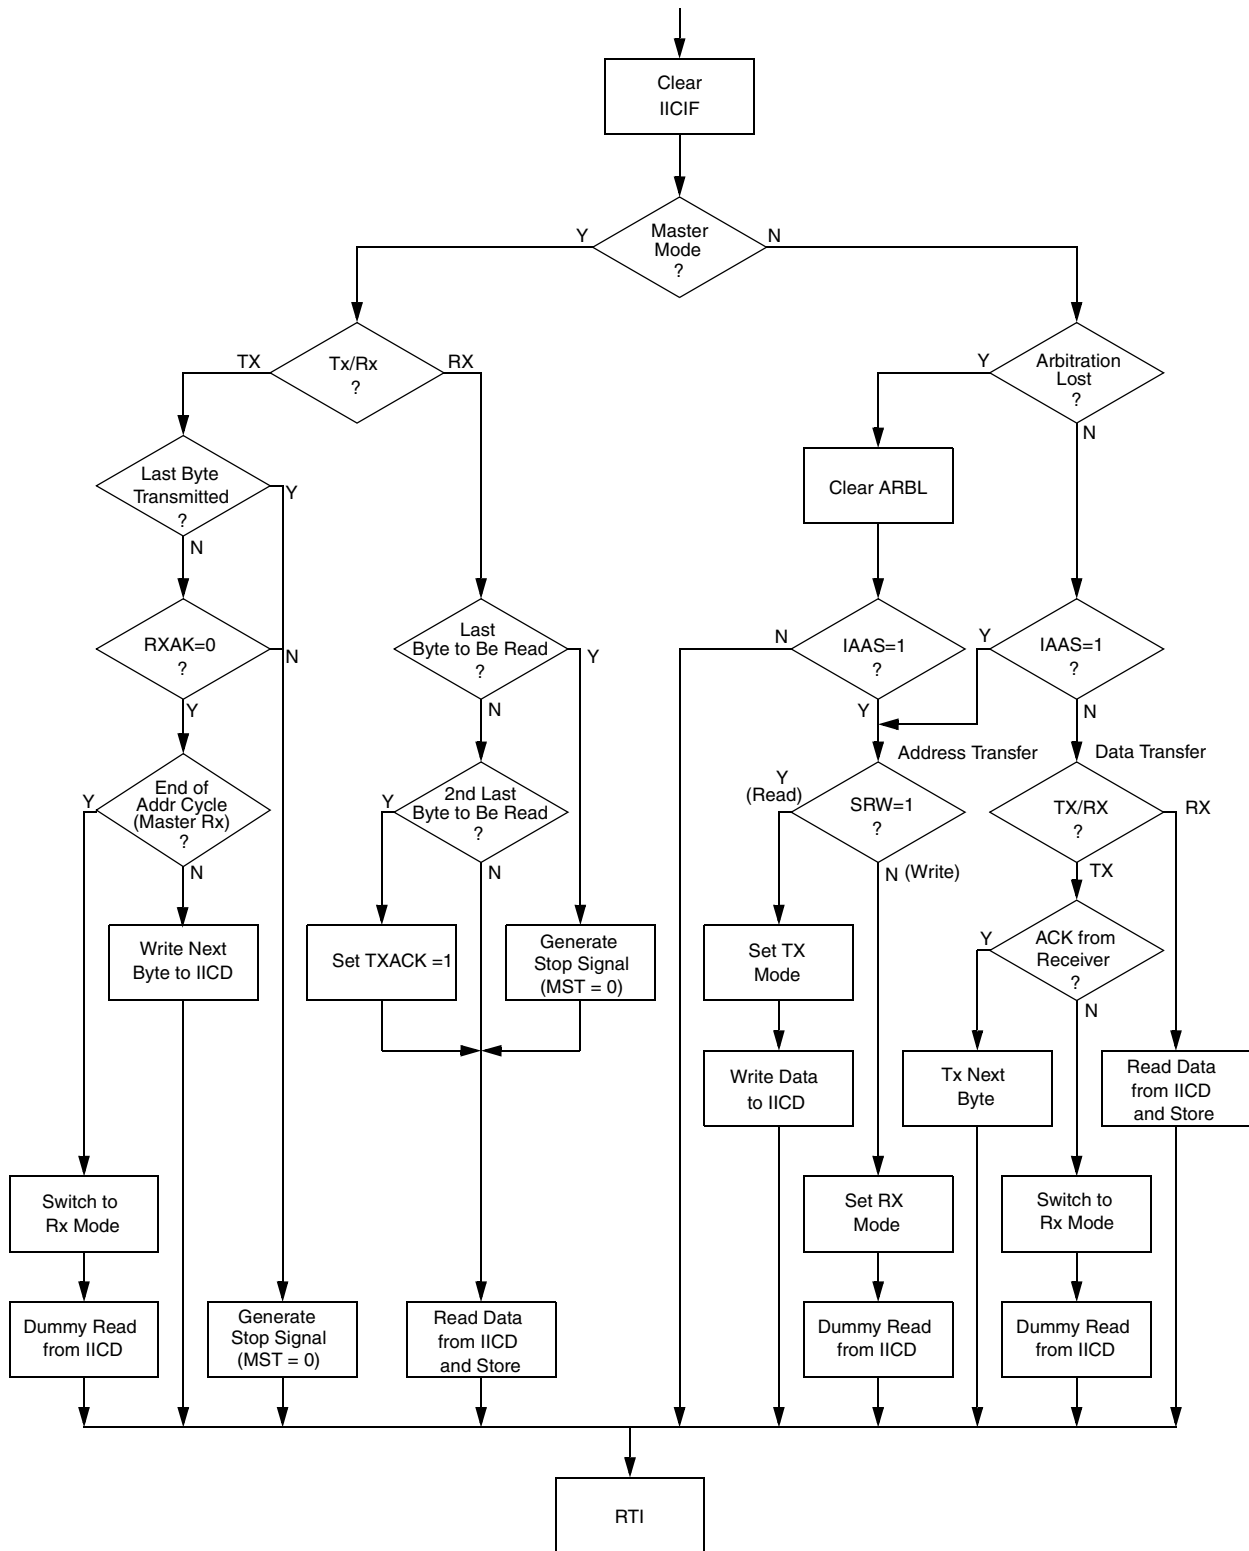 Clear
IICIF
Master
Mode
?
Y
N
Tx/Rx
?
TX
RX
Arbitration
Lost
?
Y
N
Last Byte
Transmitted
?
Y
N
Clear ARBL
RXAK=0
?
N
Y
Last
Byte to Be Read
?
Y
N
IAAS=1
?
N
Y
IAAS=1
?
Y
N
Address Transfer
Data Transfer
End of
Addr Cycle
(Master Rx)
?
Y
N
2nd Last
Byte to Be Read
?
Y
N
SRW=1
?
Y
(Read)
N (Write)
TX/RX
?
RX
TX
Write Next
Byte to IICD
Set TXACK =1
Generate
Stop Signal
(MST = 0)
Set TX
Mode
ACK from
Receiver
?
Y
N
Write Data
to IICD
Tx Next
Byte
Read Data
from IICD
and Store
Switch to
Rx Mode
Set RX
Mode
Switch to
Rx Mode
Dummy Read
from IICD
Generate
Stop Signal
(MST = 0)
Read Data
from IICD
and Store
Dummy Read
from IICD
Dummy Read
from IICD
RTI